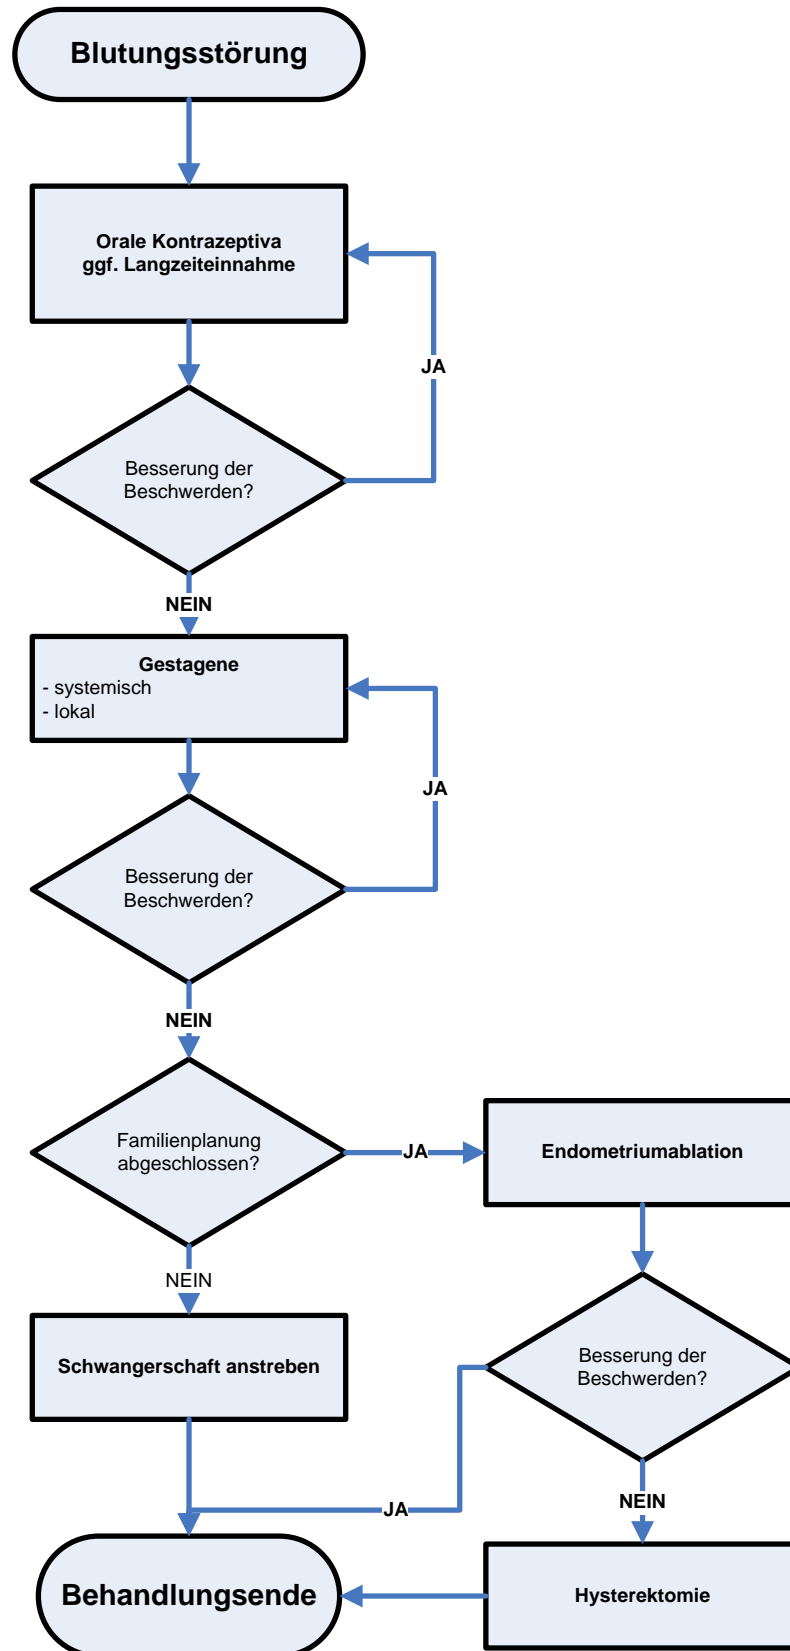 Blutungsstörung
Orale Kontrazeptiva
ggf. Langzeiteinnahme
JA
Besserung der
Beschwerden?
NEIN
Gestagene
- systemisch
- lokal
JA
Besserung der
Beschwerden?
NEIN
Familienplanung
abgeschlossen?
JA
Endometriumablation
NEIN
Schwangerschaft anstreben
Besserung der
Beschwerden?
JA
NEIN
Behandlungsende
Hysterektomie